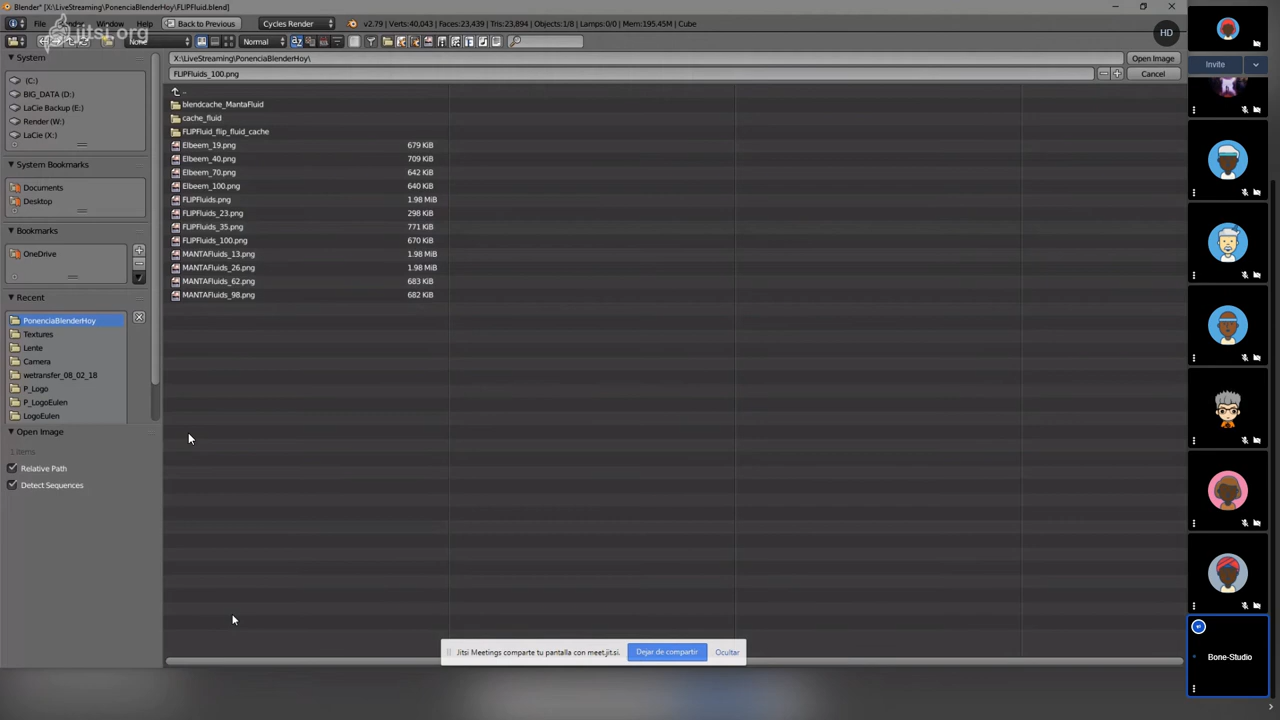 Blender* [X:\LiveStreaming\PonenciaBlenderHoy\FLIPFluid.blend]
File Render Window Help Back to Previous Cycles Render v2.79 | Verts:40,043 | Faces:23,439 | Tris:23,894 | Objects:1/8 | Lamps:0/0 | Mem:195.45M | Cube
jitsi.org
None Normal
HD
System
X:\LiveStreaming\PonenciaBlenderHoy\ Open Image
FLIPFluids_100.png Cancel
(C:)
BIG_DATA (D:)
LaCie Backup (E:)
Render (W:)
LaCie (X:)
System Bookmarks
Documents
Desktop
Bookmarks
OneDrive
Recent
PonenciaBlenderHoy
Textures
Lente
Camera
wetransfer_08_02_18
P_Logo
P_LogoEulen
LogoEulen
Open Image
1 items
Relative Path
Detect Sequences
..
blendcache_MantaFluid
cache_fluid
FLIPFluid_flip_fluid_cache
Elbeem_19.png 679 KiB
Elbeem_40.png 709 KiB
Elbeem_70.png 642 KiB
Elbeem_100.png 640 KiB
FLIPFluids.png 1.98 MiB
FLIPFluids_23.png 298 KiB
FLIPFluids_35.png 771 KiB
FLIPFluids_100.png 670 KiB
MANTAFluids_13.png 1.98 MiB
MANTAFluids_26.png 1.98 MiB
MANTAFluids_62.png 683 KiB
MANTAFluids_98.png 682 KiB
Jitsi Meetings comparte tu pantalla con meet.jit.si. Dejar de compartir Ocultar
Invite
Bone-Studio